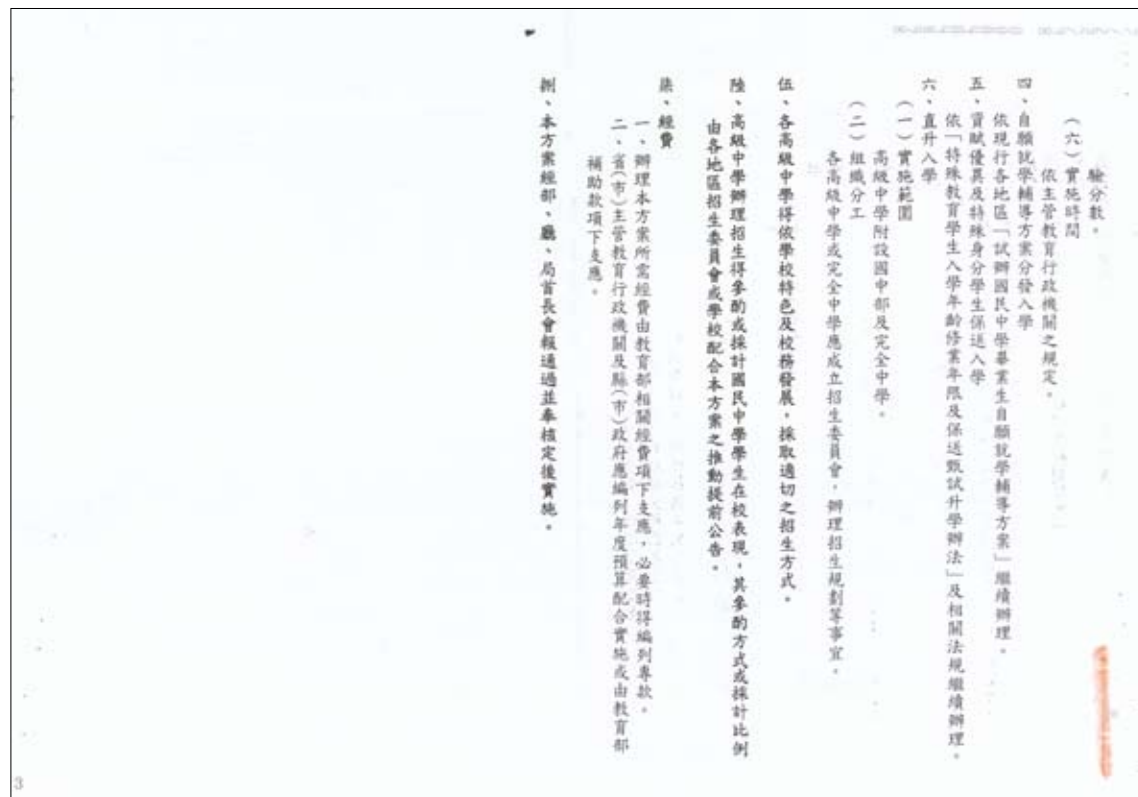 驗分數。
(六)實施時間
依主管教育行政機關之規定。
四、自願就學輔導方案分發入學
依現行各地區「試辦國民中學畢業生自願就學輔導方案」繼續辦理。
五、資賦優異及特殊身分學生保送入學
依「特殊教育學生入學年齡修業年限及保送甄試升學辦法」及相關法規繼續辦理。
六、直升入學
(一)實施範圍
高級中學附設國中部及完全中學。
(二)組織分工
各高級中學或完全中學應成立招生委員會，辦理招生規劃等事宜。
伍、各高級中學得依學校特色及校務發展，採取適切之招生方式。
陸、高級中學辦理招生得參酌或採計國民中學學生在校表現，其參酌方式或採計比例
由各地區招生委員會或學校配合本方案之推動提前公告。
柒、經費
一、辦理本方案所需經費由教育部相關經費項下支應，必要時得編列專款。
二、省(市)主管教育行政機關及縣(市)政府應編列年度預算配合實施或由教育部
補助款項下支應。
捌、本方案經部、廳、局首長會報通過並奉核定後實施。
3